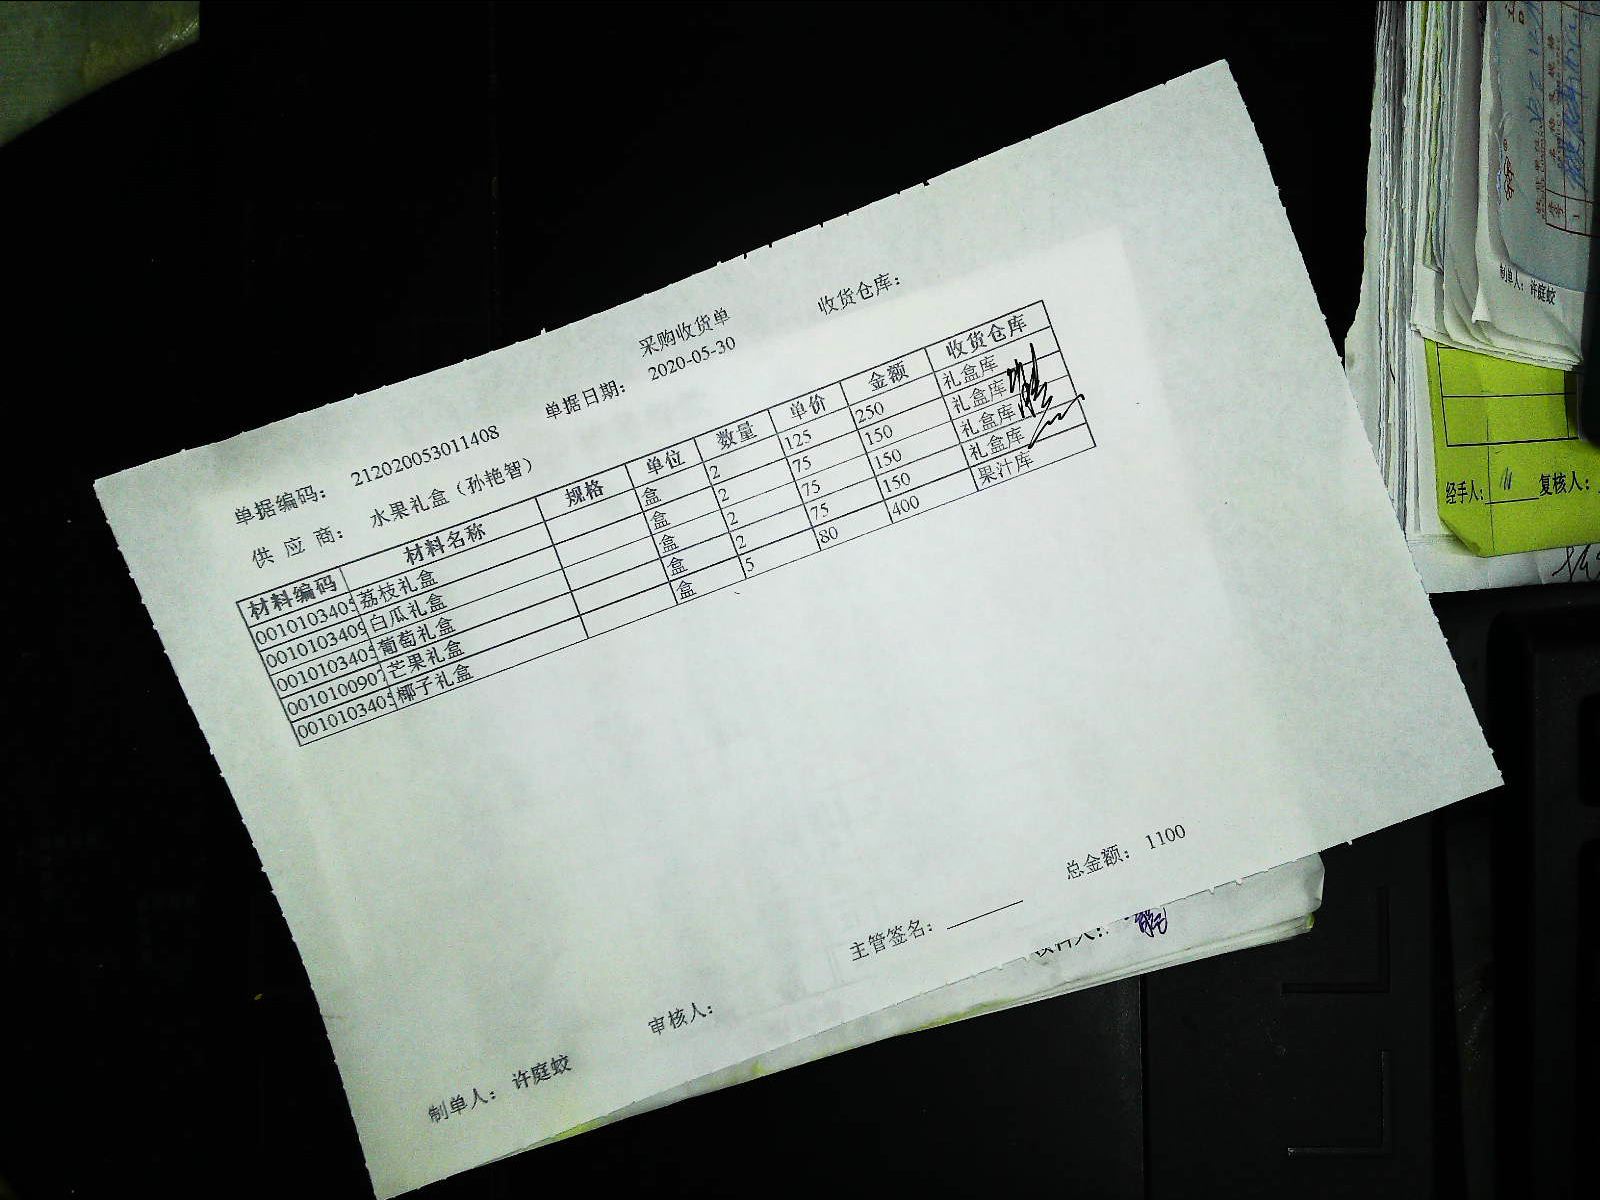 采购收货单
单据编码： 212020053011408 单据日期： 2020-05-30 收货仓库：
供 应 商： 水果礼盒（孙艳智）
材料编码 材料名称 规格 单位 数量 单价 金额 收货仓库
001010340 荔枝礼盒 盒 2 125 250 礼盒库
001010340 白瓜礼盒 盒 2 75 150 礼盒库
001010340 葡萄礼盒 盒 2 75 150 礼盒库
001010090 芒果礼盒 盒 2 75 150 礼盒库
001010340 椰子礼盒 盒 5 80 400 果汁库
制单人： 许庭蛟 审核人： 主管签名： 总金额： 1100
制单人：许庭蛟
经手人： 复核人：